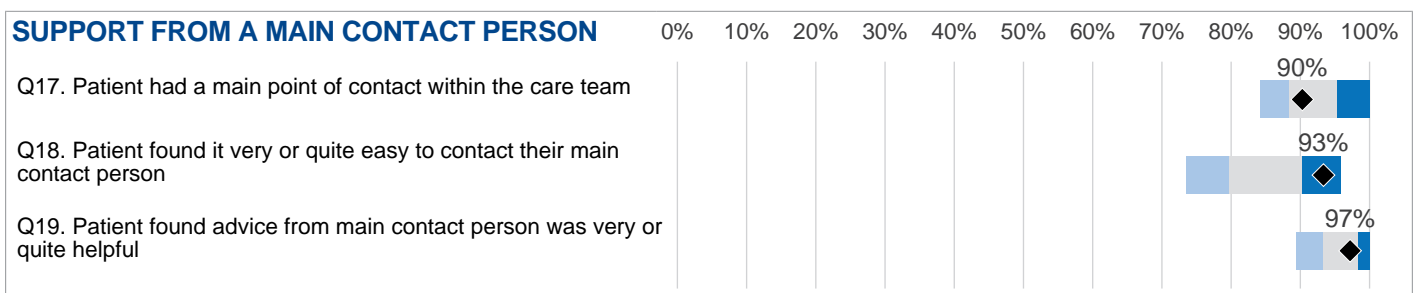 SUPPORT FROM A MAIN CONTACT PERSON 0% 10% 20% 30% 40% 50% 60% 70% 80% 90% 100%
90%
Q17. Patient had a main point of contact within the care team
93%
Q18. Patient found it very or quite easy to contact their main
contact person
97%
Q19. Patient found advice from main contact person was very or
quite helpful